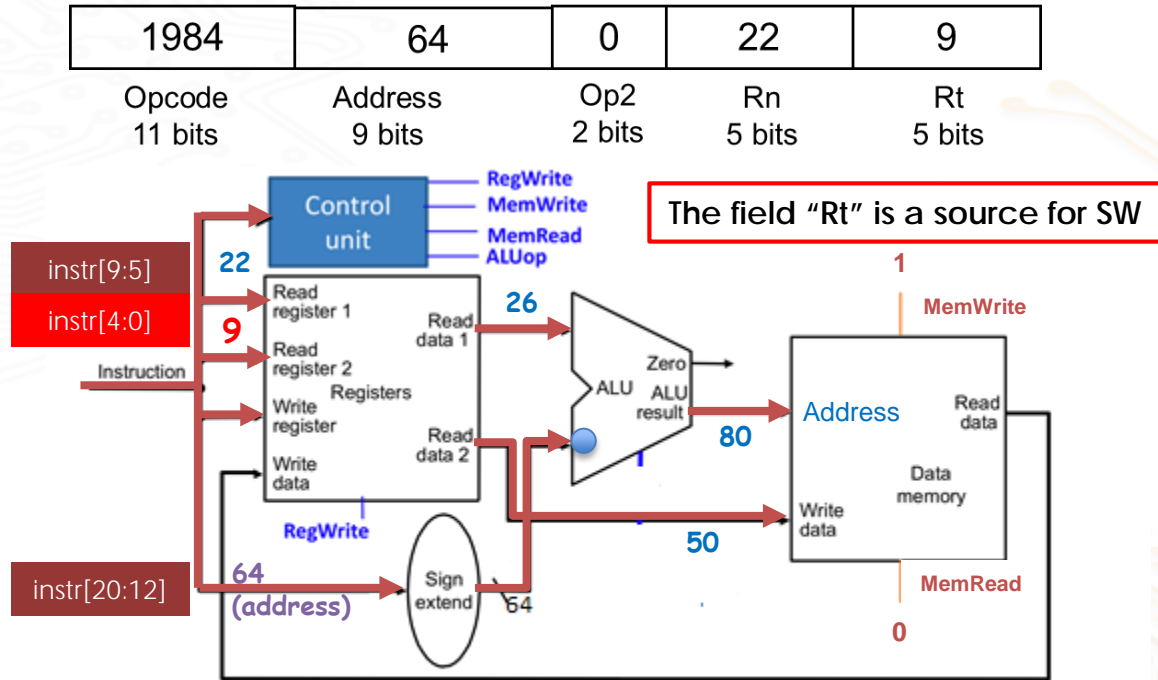 1984 64 0 22 9
Opcode Address Op2 Rn Rt
11 bits 9 bits 2 bits 5 bits 5 bits
Control
unit
RegWrite
MemWrite
MemRead
ALUop
The field “Rt” is a source for SW
instr[9:5]
instr[4:0]
22
9
Instruction
Read
register 1
Read
register 2
Write
register
Write
data
Registers
Read
data 1
Read
data 2
RegWrite
26
ALU
Zero
ALU
result
80
50
1
MemWrite
Address
Read
data
Data
memory
Write
data
MemRead
0
instr[20:12]
64
(address)
Sign
extend
64